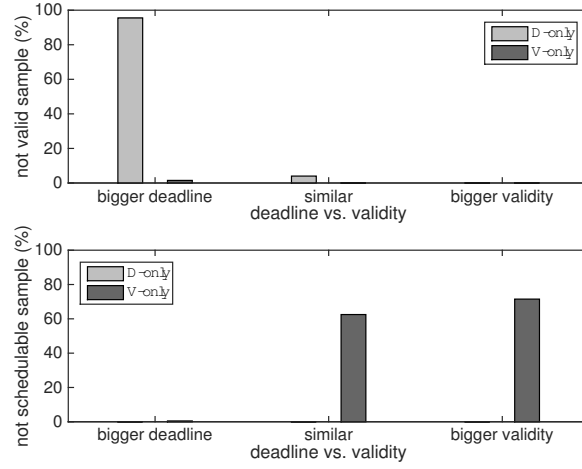 not valid sample (%)
100
80
60
40
20
0
D-only
V-only
bigger deadline similar bigger validity
deadline vs. validity
not schedulable sample (%)
100
80
60
40
20
0
D-only
V-only
bigger deadline similar bigger validity
deadline vs. validity